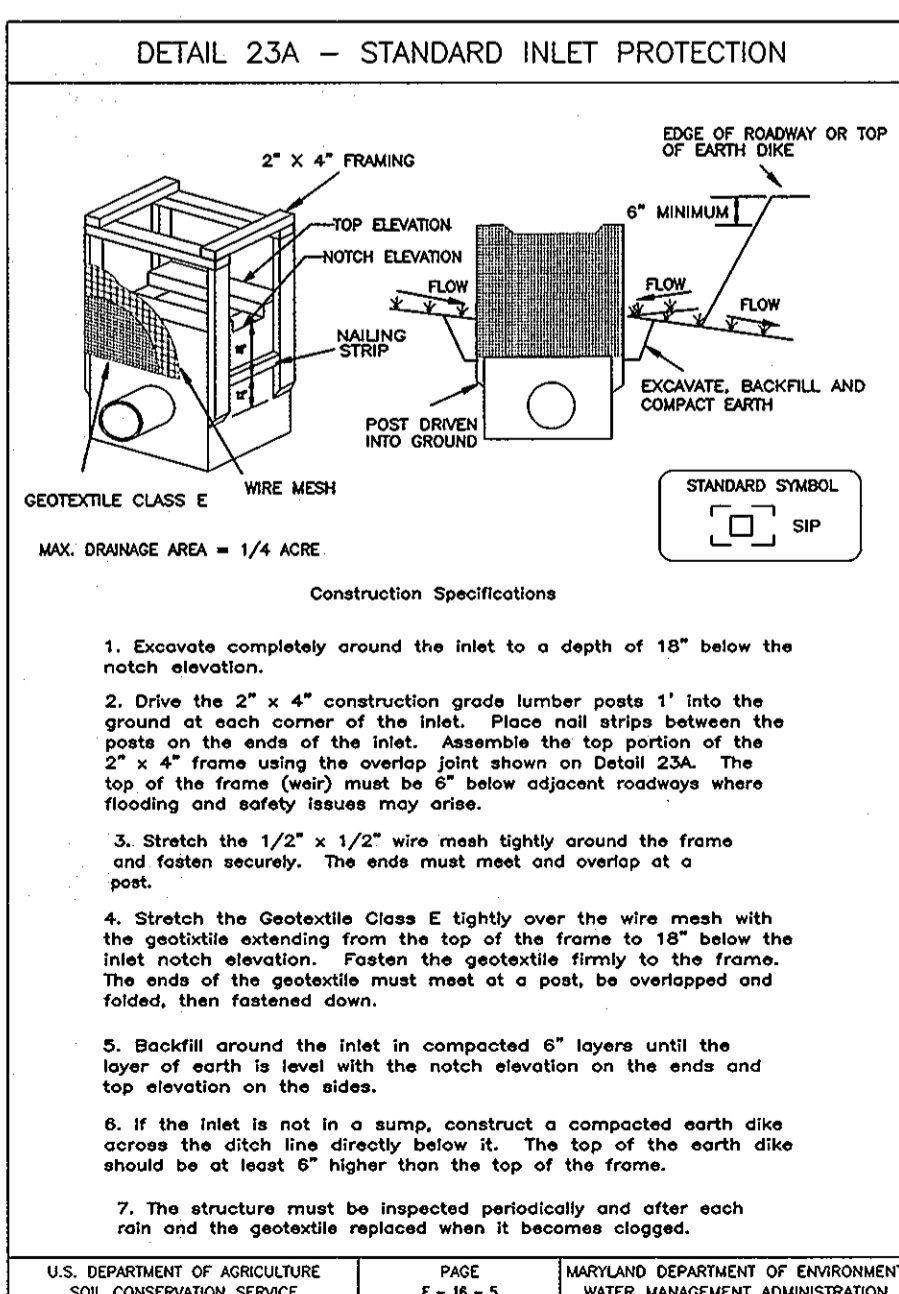 DETAIL 23A – STANDARD INLET PROTECTION
EDGE OF ROADWAY OR TOP
OF EARTH DIKE
2" X 4" FRAMING
6" MINIMUM
TOP ELEVATION
NOTCH ELEVATION
FLOW
FLOW
FLOW
NAILING
STRIP
EXCAVATE, BACKFILL AND
COMPACT EARTH
POST DRIVEN
INTO GROUND
WIRE MESH
GEOTEXTILE CLASS E
STANDARD SYMBOL
SIP
MAX. DRAINAGE AREA = 1/4 ACRE
Construction Specifications
1. Excavate completely around the inlet to a depth of 18" below the
notch elevation.
2. Drive the 2" x 4" construction grade lumber posts 1' into the
ground at each corner of the inlet. Place nail strips between the
posts on the ends of the inlet. Assemble the top portion of the
2" x 4" frame using the overlap joint shown on Detail 23A. The
top of the frame (weir) must be 6" below adjacent roadways where
flooding and safety issues may arise.
3. Stretch the 1/2" x 1/2" wire mesh tightly around the frame
and fasten securely. The ends must meet and overlap at a
post.
4. Stretch the Geotextile Class E tightly over the wire mesh with
the geotixtile extending from the top of the frame to 18" below the
inlet notch elevation. Fasten the geotextile firmly to the frame.
The ends of the geotextile must meet at a post, be overlapped and
folded, then fastened down.
5. Backfill around the inlet in compacted 6" layers until the
layer of earth is level with the notch elevation on the ends and
top elevation on the sides.
6. If the inlet is not in a sump, construct a compacted earth dike
across the ditch line directly below it. The top of the earth dike
should be at least 6" higher than the top of the frame.
7. The structure must be inspected periodically and after each
rain and the geotextile replaced when it becomes clogged.
U.S. DEPARTMENT OF AGRICULTURE
SOIL CONSERVATION SERVICE
PAGE
E - 16 - 5
MARYLAND DEPARTMENT OF ENVIRONMENT
WATER MANAGEMENT ADMINISTRATION